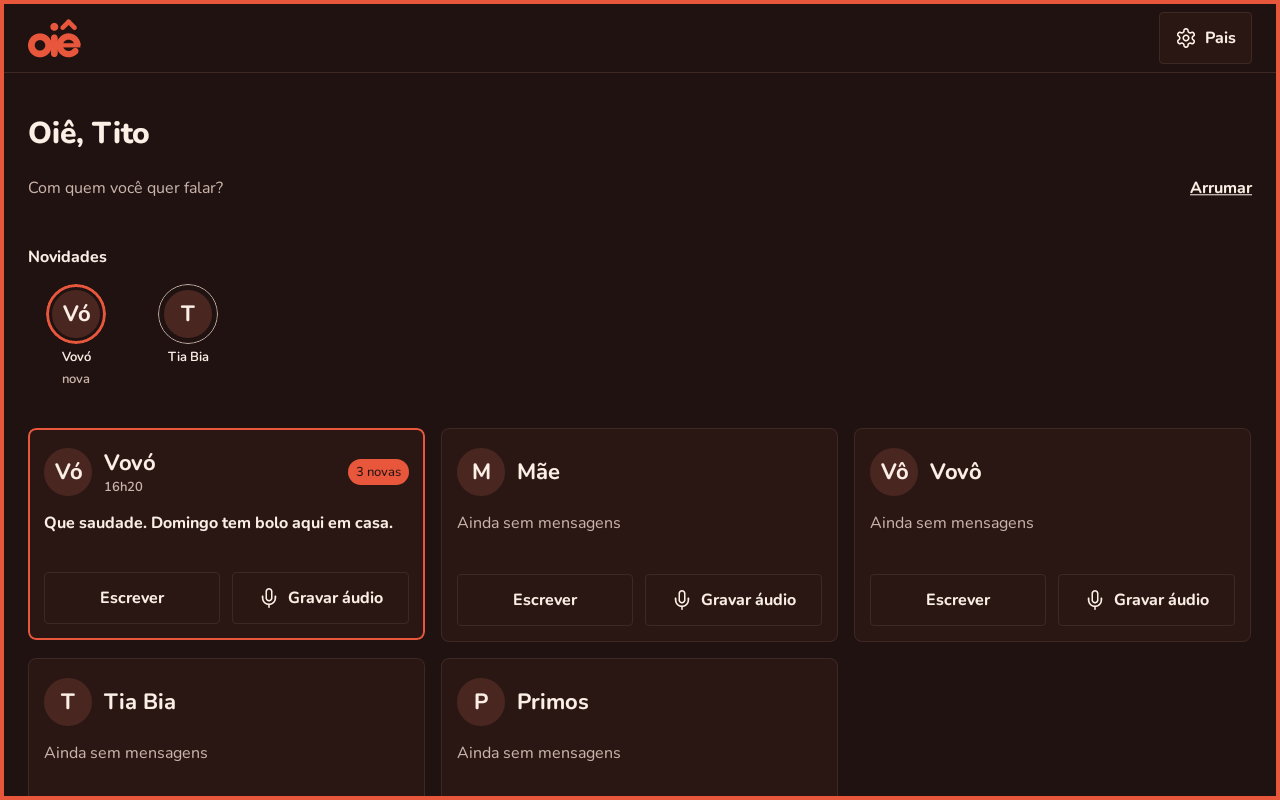 oiê
Pais
Oiê, Tito
Com quem você quer falar?
Arrumar
Novidades
Vó
T
Vovó
Tia Bia
nova
Vó
Vovó
16h20
3 novas
Que saudade. Domingo tem bolo aqui em casa.
Escrever
Gravar áudio
M
Mãe
Ainda sem mensagens
Escrever
Gravar áudio
Vô
Vovô
Ainda sem mensagens
Escrever
Gravar áudio
T
Tia Bia
Ainda sem mensagens
P
Primos
Ainda sem mensagens